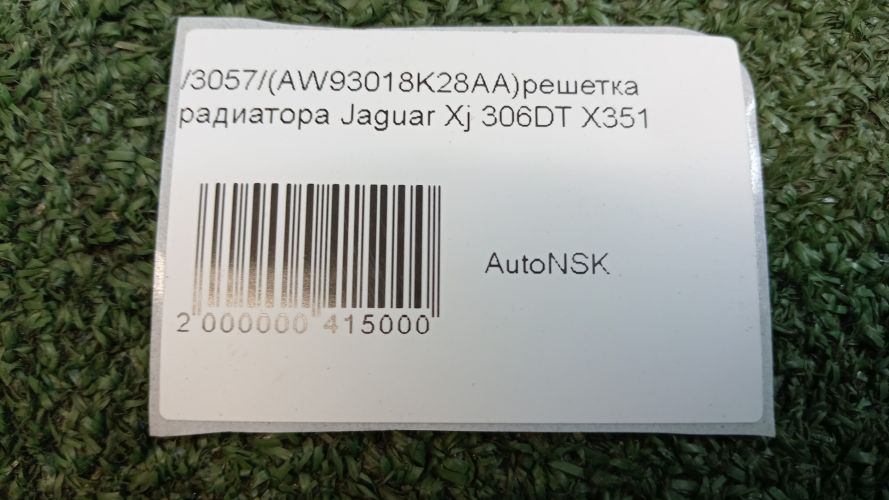 /3057/(AW93018K28AA)решетка
радиатора Jaguar Xj 306DT X351
AutoNSK
2 000000 415000